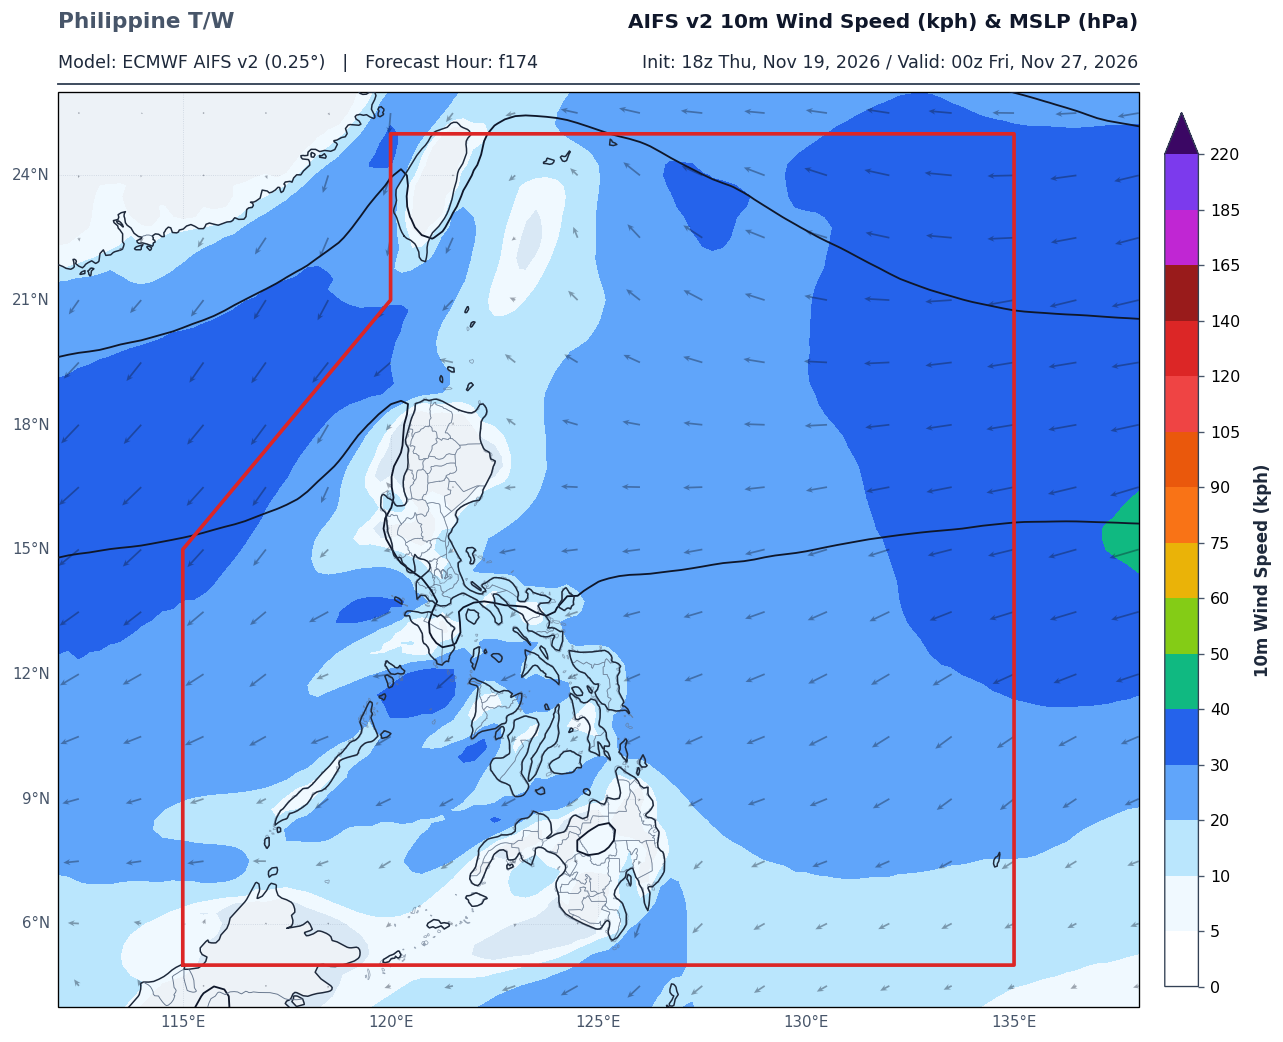 Philippine T/W
AIFS v2 10m Wind Speed (kph) & MSLP (hPa)
Model: ECMWF AIFS v2 (0.25°)   |   Forecast Hour: f174
Init: 18z Thu, Nov 19, 2026 / Valid: 00z Fri, Nov 27, 2026
24°N
21°N
18°N
15°N
12°N
9°N
6°N
115°E
120°E
125°E
130°E
135°E
220
185
165
140
120
105
90
75
60
50
40
30
20
10
5
0
10m Wind Speed (kph)